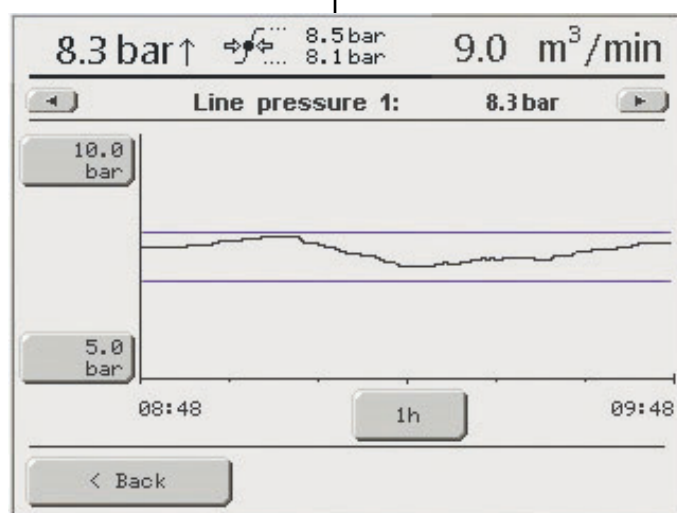 8.3 bar↑ 8.5 bar 9.0 m³/min
8.1 bar
Line pressure 1: 8.3 bar
10.0
bar
5.0
bar
08:48 1h 09:48
< Back